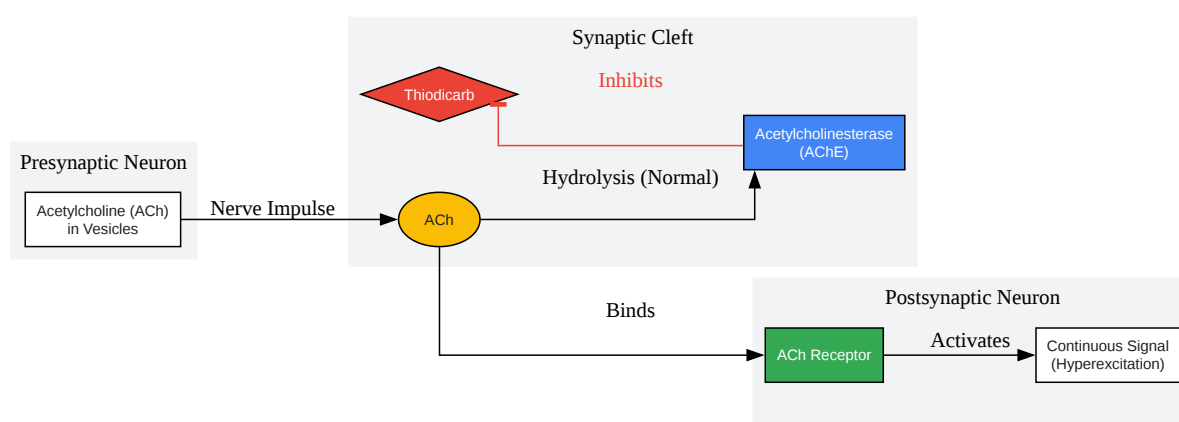 Synaptic Cleft
Inhibits
Thiodicarb
Acetylcholinesterase
(AChE)
Presynaptic Neuron
Hydrolysis (Normal)
Acetylcholine (ACh)
in Vesicles
Nerve Impulse
ACh
Postsynaptic Neuron
Binds
Activates
ACh Receptor
Continuous Signal
(Hyperexcitation)